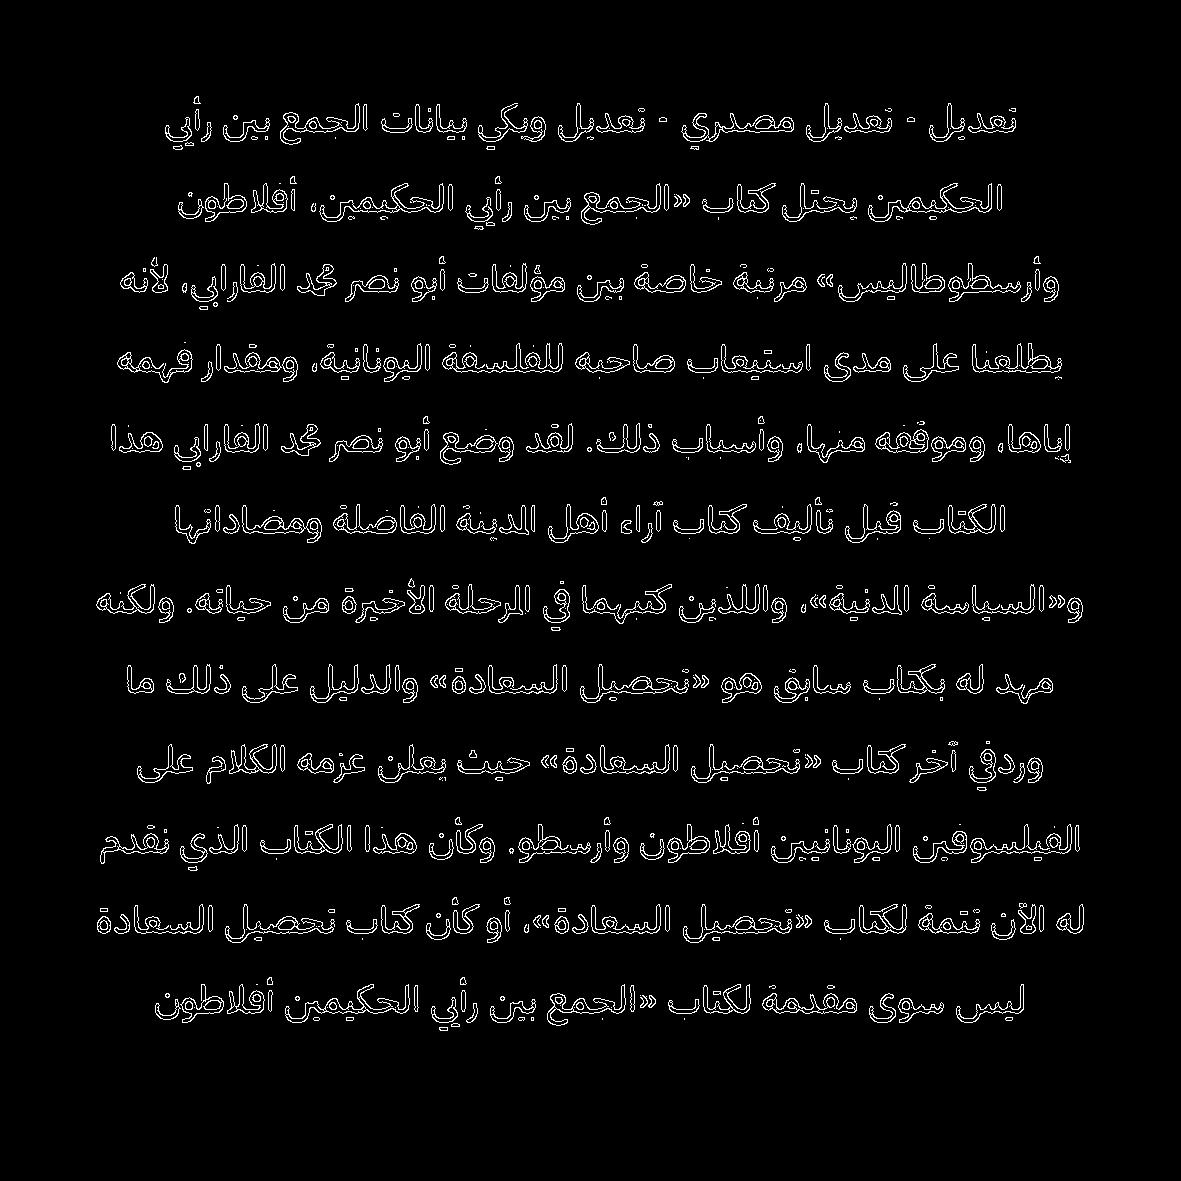 تعديل - تعديل مصدري - تعديل ويكي بيانات الجمع بين رأيي
الحكيمين يحتل كتاب «الجمع بين رأيي الحكيمين، أفلاطون
وأرسطوطاليس» مرتبة خاصة بين مؤلفات أبو نصر محمد الفارابي، لأنه
يطلعنا على مدى استيعاب صاحبه للفلسفة اليونانية، ومقدار فهمه
إياها، وموقفه منها، وأسباب ذلك. لقد وضع أبو نصر محمد الفارابي هذا
الكتاب قبل تأليف كتاب آراء أهل المدينة الفاضلة ومضاداتها
و«السياسة المدنية»، واللذين كتبهما في المرحلة الأخيرة من حياته. ولكنه
مهد له بكتاب سابق هو «تحصيل السعادة» والدليل على ذلك ما
وردفي آخر كتاب «تحصيل السعادة» حيث يعلن عزمه الكلام على
الفيلسوفين اليونانيين أفلاطون وأرسطو. وكأن هذا الكتاب الذي نقدم
له الآن تتمة لكتاب «تحصيل السعادة»، أو كأن كتاب تحصيل السعادة
ليس سوى مقدمة لكتاب «الجمع بين رأيي الحكيمين أفلاطون